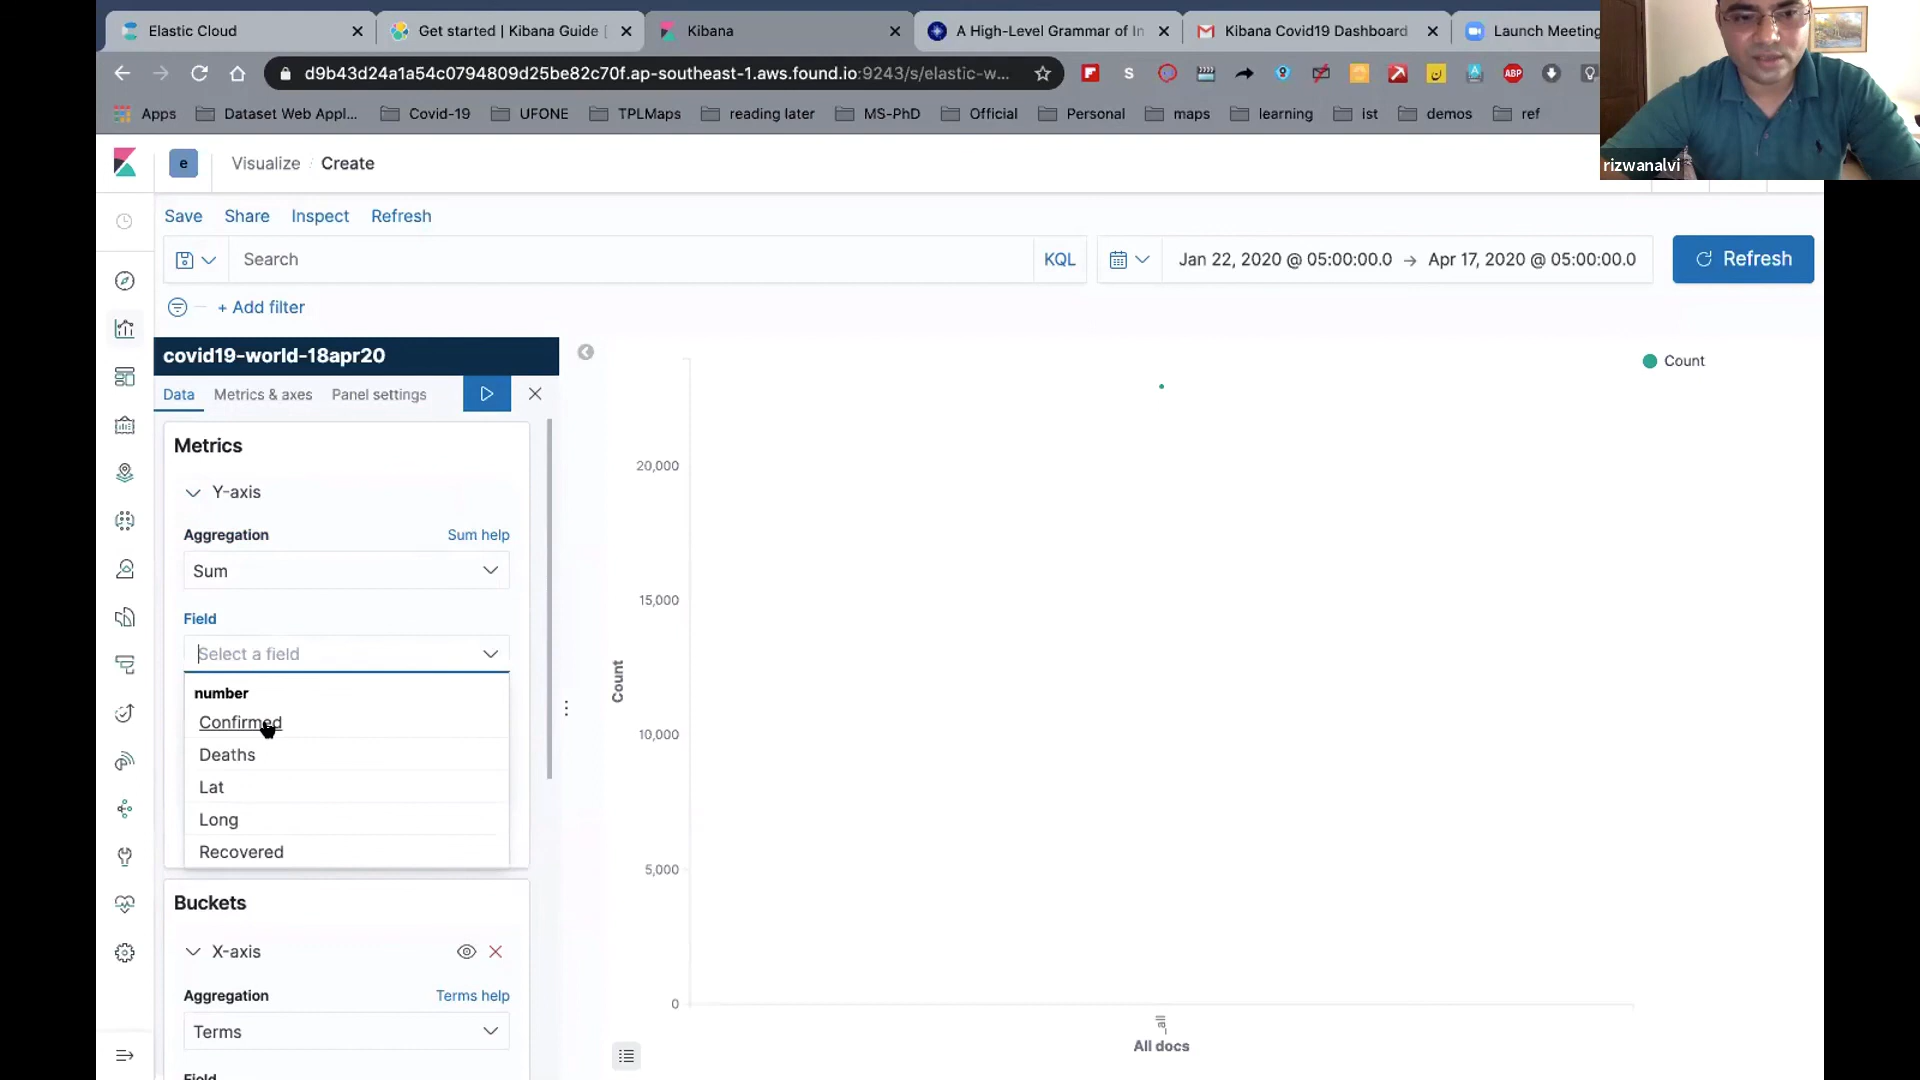 Elastic Cloud
Get started | Kibana Guide [
Kibana
A High-Level Grammar of In
Kibana Covid19 Dashboard
Launch Meeting
d9b43d24a1a54c0794809d25be82c70f.ap-southeast-1.aws.found.io:9243/s/elastic-w...
S
ABP
Apps
Dataset Web Appl...
Covid-19
UFONE
TPLMaps
reading later
MS-PhD
Official
Personal
maps
learning
ist
demos
ref
rizwanalvi
e
Visualize / Create
Save
Share
Inspect
Refresh
Search
KQL
Jan 22, 2020 @ 05:00:00.0 → Apr 17, 2020 @ 05:00:00.0
Refresh
+ Add filter
covid19-world-18apr20
Data
Metrics & axes
Panel settings
Metrics
Y-axis
Aggregation
Sum help
Sum
Field
Select a field
number
Confirmed
Deaths
Lat
Long
Recovered
Buckets
X-axis
Aggregation
Terms help
Terms
Field
Count
20,000
15,000
10,000
5,000
0
Count
_all
All docs